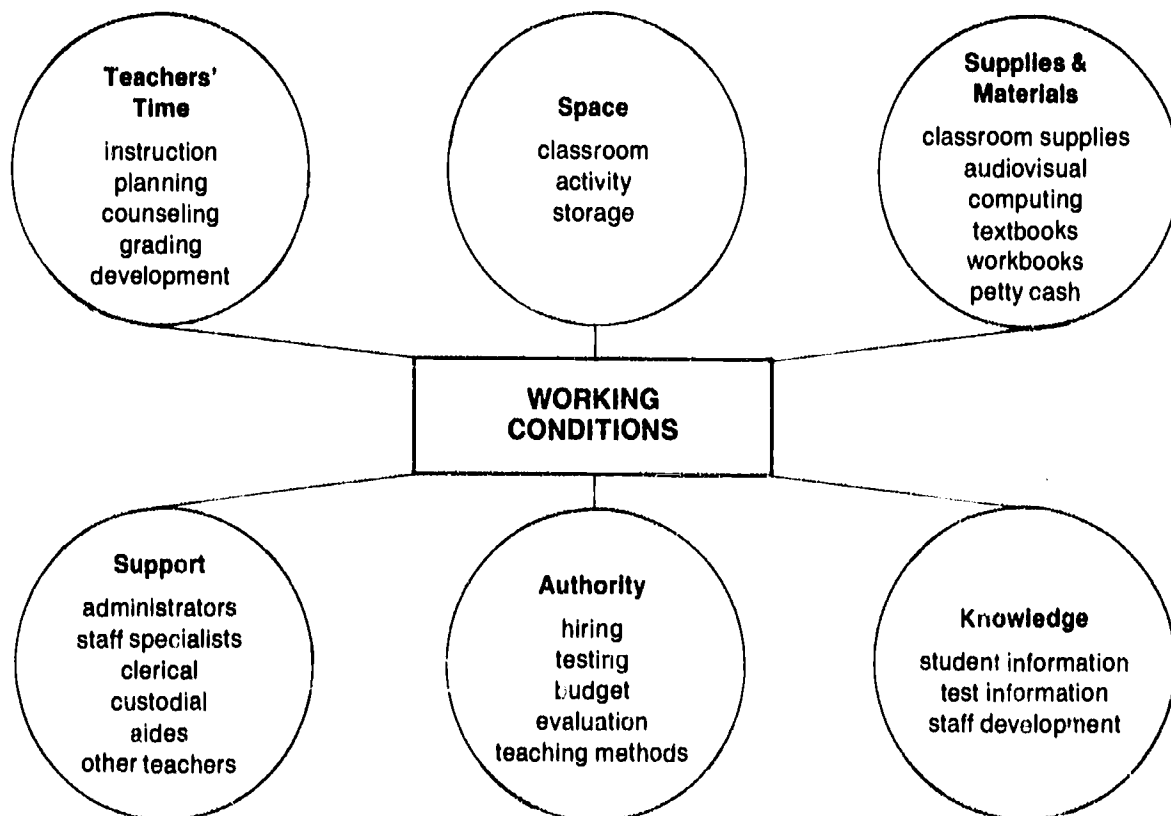 Teachers'
Time
instruction
planning
counseling
grading
development
Space
classroom
activity
storage
Supplies &
Materials
classroom supplies
audiovisual
computing
textbooks
workbooks
petty cash
WORKING
CONDITIONS
Support
administrators
staff specialists
clerical
custodial
aides
other teachers
Authority
hiring
testing
budget
evaluation
teaching methods
Knowledge
student information
test information
staff development